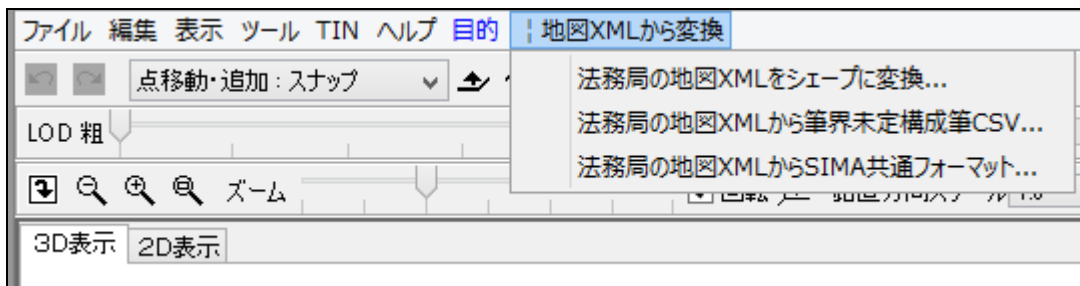 ファイル 編集 表示 ツール TIN ヘルプ 目的 ¦地図XMLから変換
点移動・追加：スナップ
法務局の地図XMLをシェープに変換...
LOD 粗
法務局の地図XMLから筆界未定構成筆CSV...
法務局の地図XMLからSIMA共通フォーマット...
ズーム
3D表示 2D表示